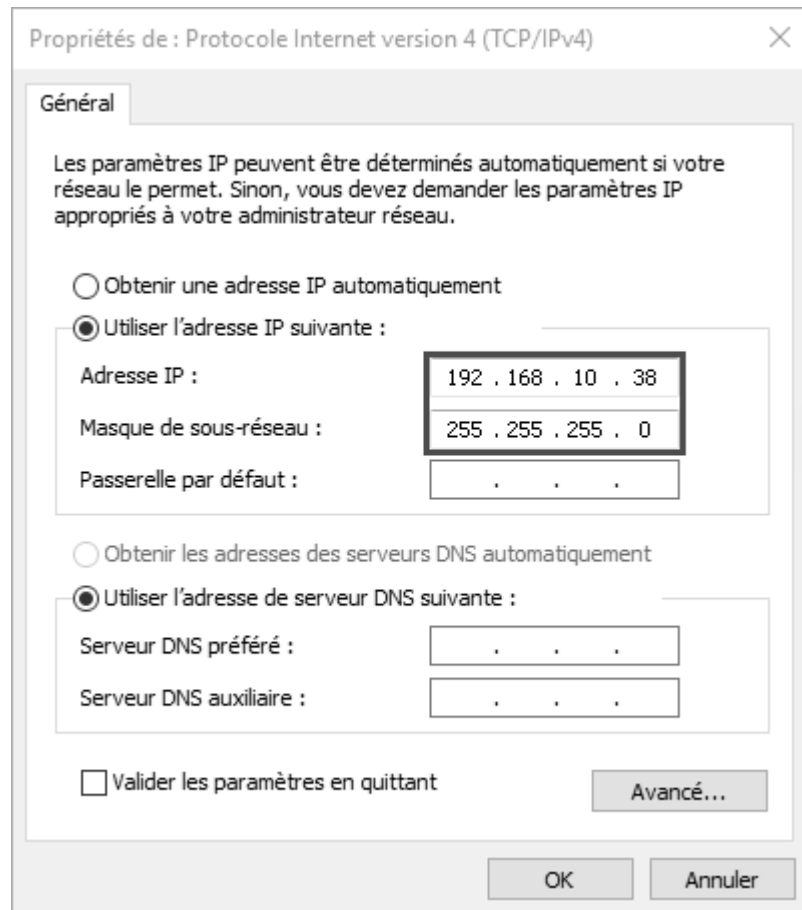 Propriétés de : Protocole Internet version 4 (TCP/IPv4)
Général
Les paramètres IP peuvent être déterminés automatiquement si votre
réseau le permet. Sinon, vous devez demander les paramètres IP
appropriés à votre administrateur réseau.
Obtenir une adresse IP automatiquement
Utiliser l’adresse IP suivante :
Adresse IP : 192 . 168 . 10 . 38
Masque de sous-réseau : 255 . 255 . 255 . 0
Passerelle par défaut : . . .
Obtenir les adresses des serveurs DNS automatiquement
Utiliser l’adresse de serveur DNS suivante :
Serveur DNS préféré : . . .
Serveur DNS auxiliaire : . . .
Valider les paramètres en quittant
Avancé...
OK Annuler